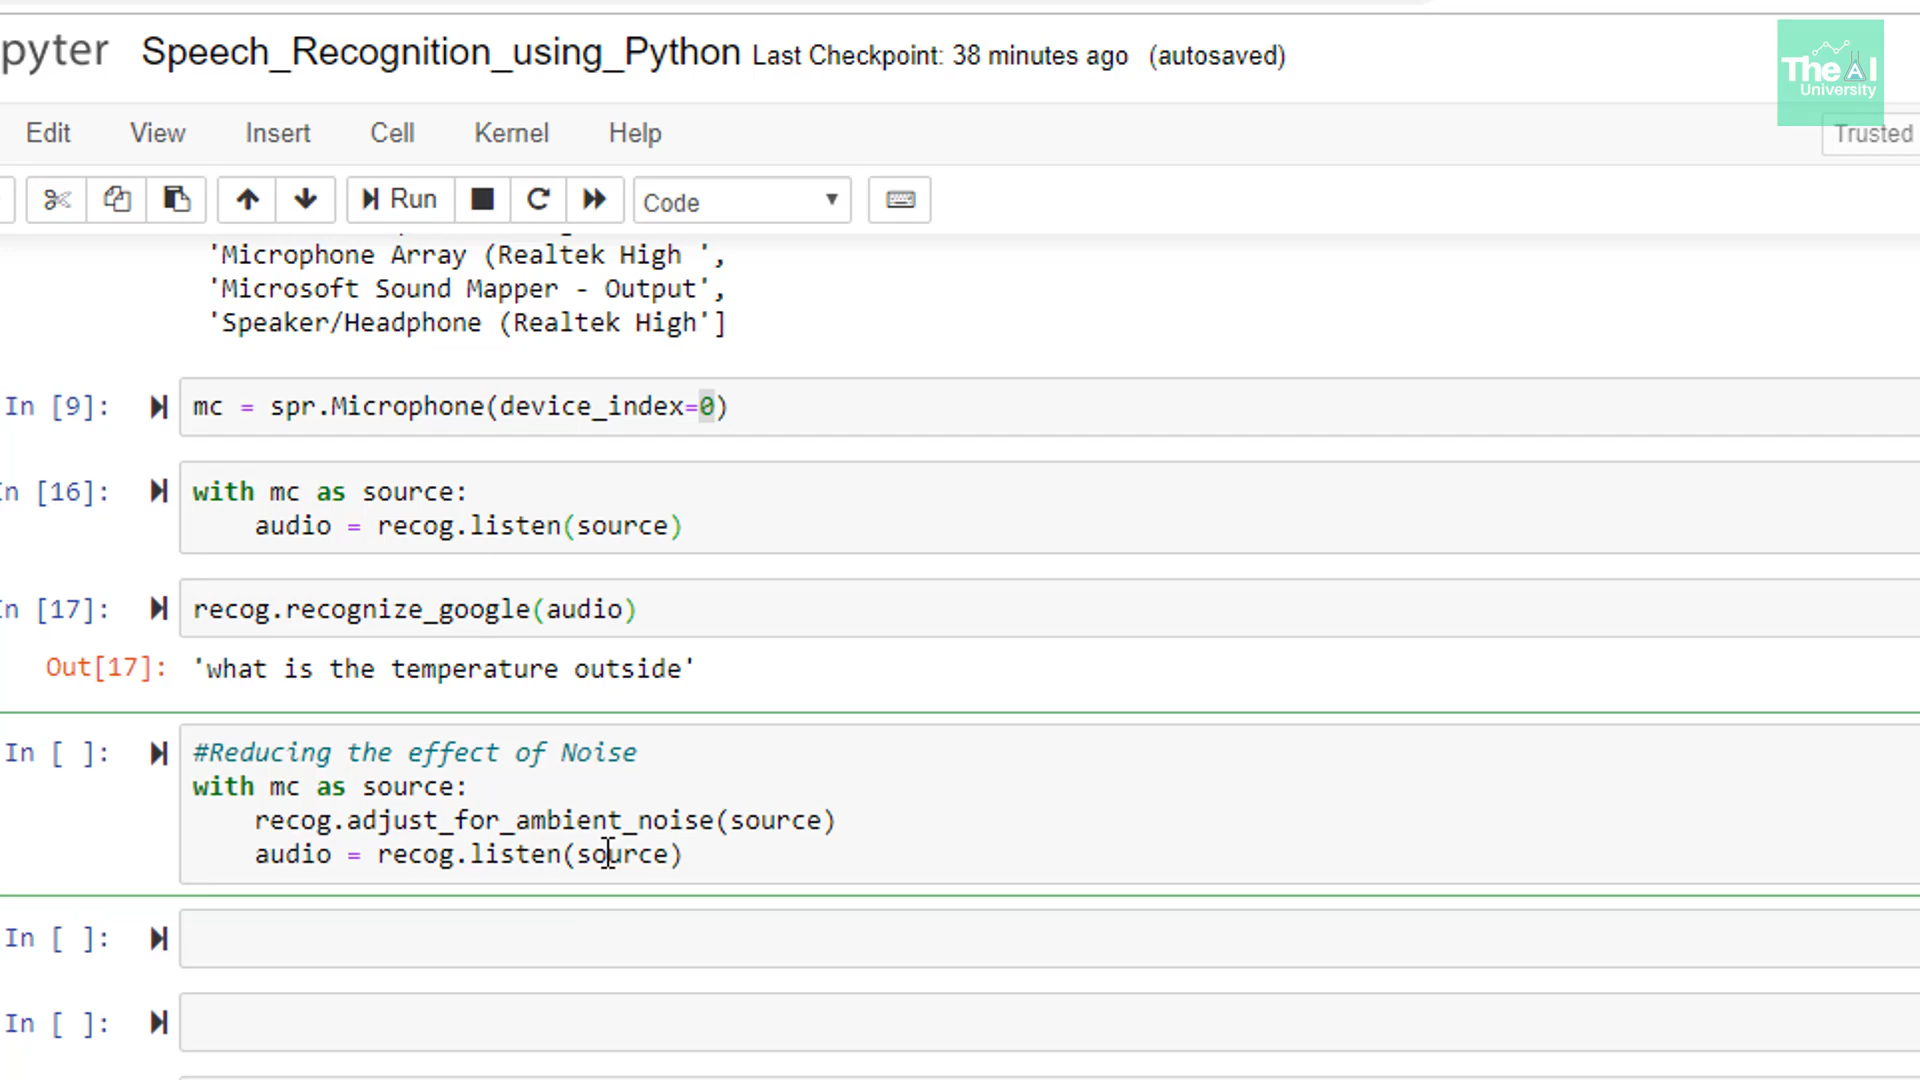 pyter Speech_Recognition_using_Python Last Checkpoint: 38 minutes ago (autosaved)
The AI
University
Edit View Insert Cell Kernel Help
Trusted
Run Code
'Microphone Array (Realtek High ',
'Microsoft Sound Mapper - Output',
'Speaker/Headphone (Realtek High']
In [9]: mc = spr.Microphone(device_index=0)
In [16]: with mc as source:
audio = recog.listen(source)
In [17]: recog.recognize_google(audio)
Out[17]: 'what is the temperature outside'
In [ ]: #Reducing the effect of Noise
with mc as source:
recog.adjust_for_ambient_noise(source)
audio = recog.listen(source)
In [ ]:
In [ ]: